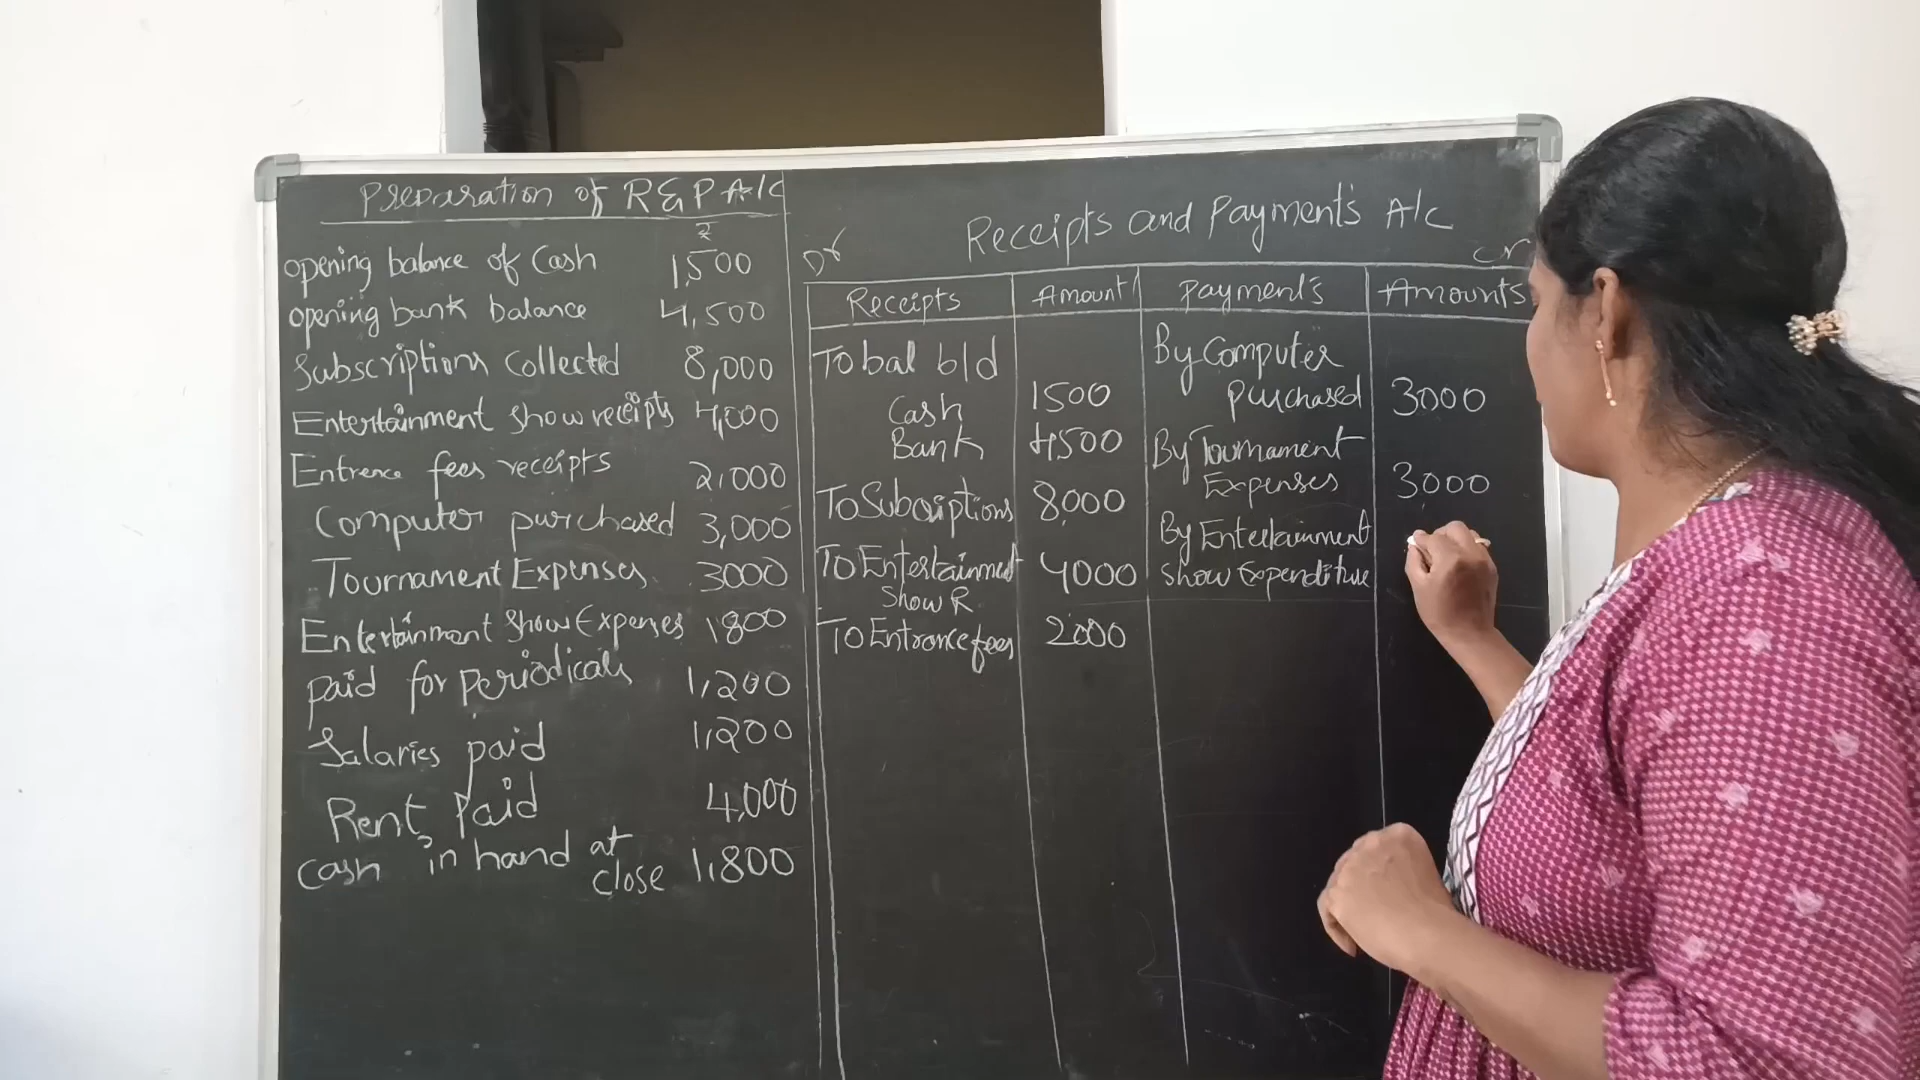 Preparation of R&P A/c
₹
Opening balance of Cash 1,500
opening bank balance 4,500
Subscriptions Collected 8,000
Entertainment show receipts 4,000
Entrence fees receipts 2,000
Computer purchased 3,000
Tournament Expenses 3000
Entertainment show Expenses 1800
paid for periodicals 1,200
Salaries paid 1,200
Rent paid 4,000
Cash in hand at
close 1,800
Receipts and Payments A/c
Dr Cr
Receipts Amount Payments Amounts
To bal b/d By Computer
Cash 1500 purchased 3000
Bank 4500 By Tournament
Expenses 3000
To Subcriptions 8,000 By Entertainment
To Entertainment 4000 show Expenditure
Show R.
To Entrance fees 2000